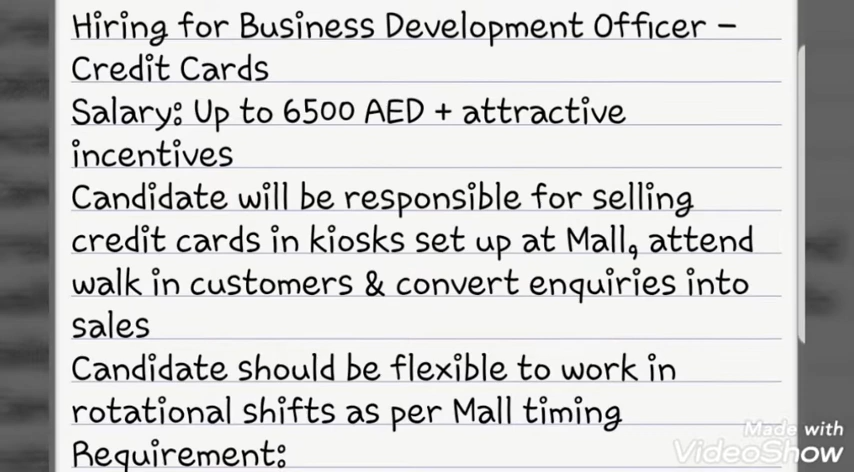 Hiring for Business Development Officer –
Credit Cards
Salary: Up to 6500 AED + attractive
incentives
Candidate will be responsible for selling
credit cards in kiosks set up at Mall, attend
walk in customers & convert enquiries into
sales
Candidate should be flexible to work in
rotational shifts as per Mall timing
Requirement:
Made with
VideoShow